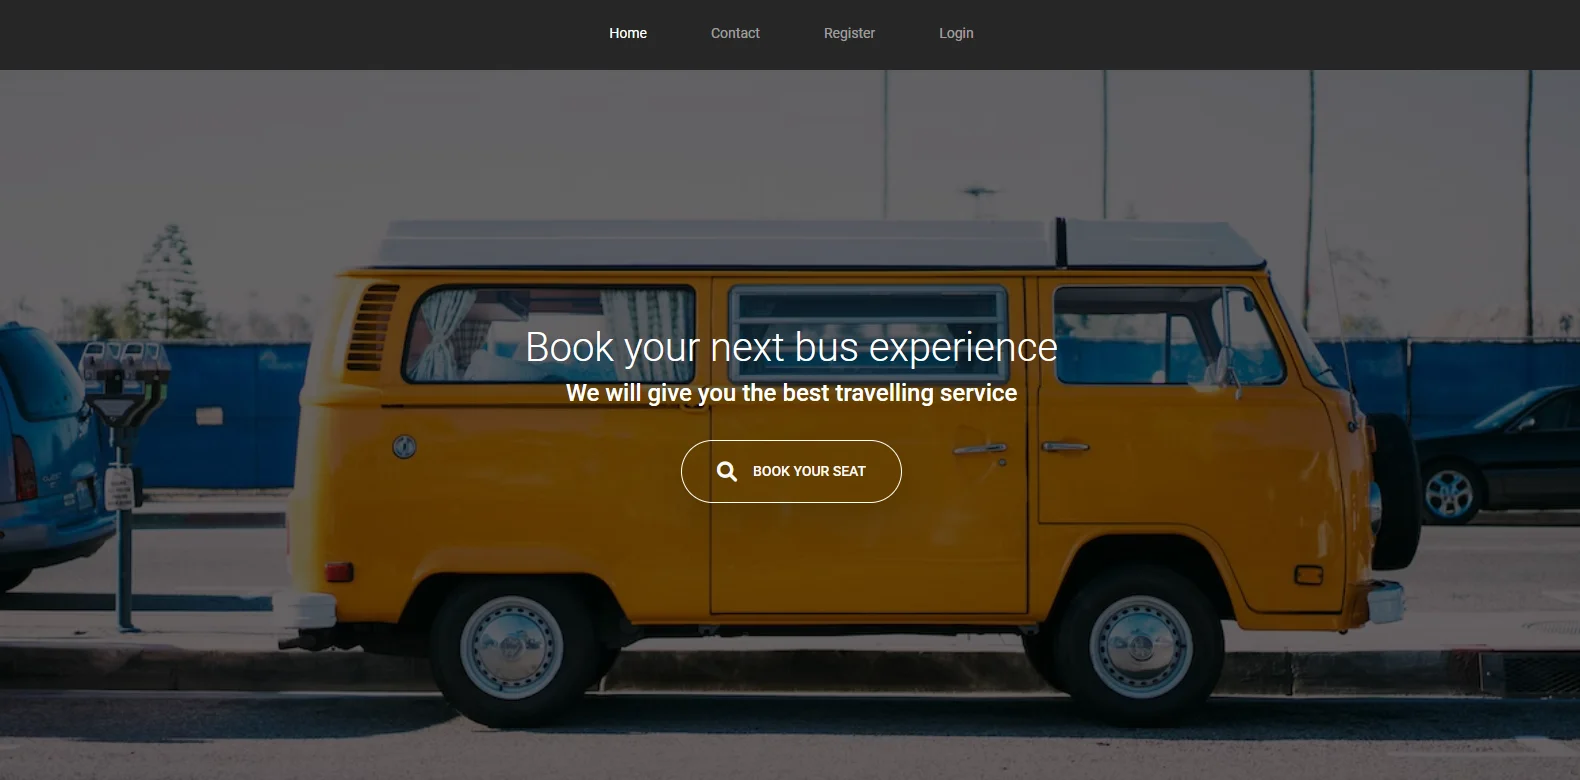 Home
Contact
Register
Login
Book your next bus experience
We will give you the best travelling service
BOOK YOUR SEAT